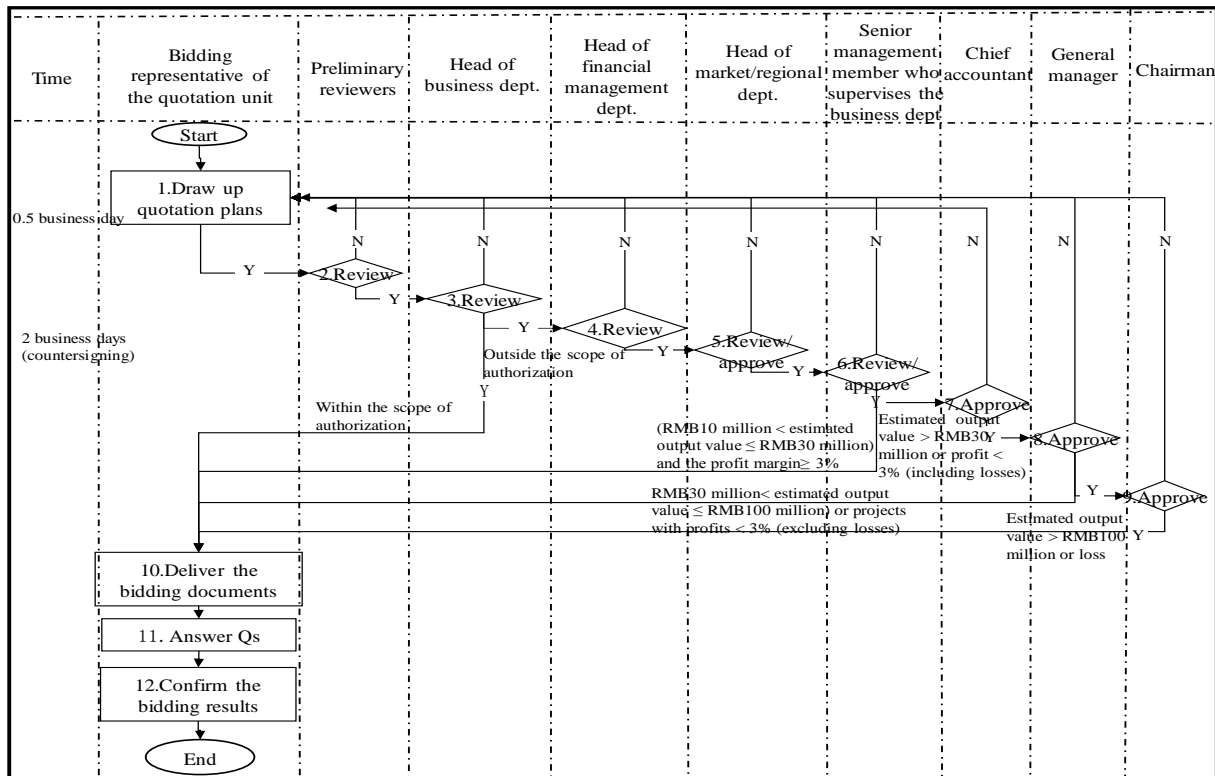 Time
Bidding
representative of
the quotation unit
Preliminary
reviewers
Head of
business dept.
Head of
financial
management
dept.
Head of
market/regional
dept.
Senior
management
member who
supervises the
business dept
Chief
accountant
General
manager
Chairman
Start
1.Draw up
quotation plans
0.5 business day
N
N
N
N
N
N
N
N
Y
2.Review
Y
3.Review
2 business days
(countersigning)
Y
4.Review
Y
5.Review/
approve
Y
6.Review/
approve
Outside the scope of
authorization
Y
Y
7.Approve
Within the scope of
authorization
(RMB10 million < estimated
output value ≤ RMB30 million)
and the profit margin≥ 3%
Estimated output
value > RMB30
million or profit <
3% (including losses)
Y
8.Approve
RMB30 million< estimated output
value ≤ RMB100 million) or projects
with profits < 3% (excluding losses)
Y
9.Approve
Estimated output
value > RMB100
million or loss
Y
10.Deliver the
bidding documents
11. Answer Qs
12.Confirm the
bidding results
End